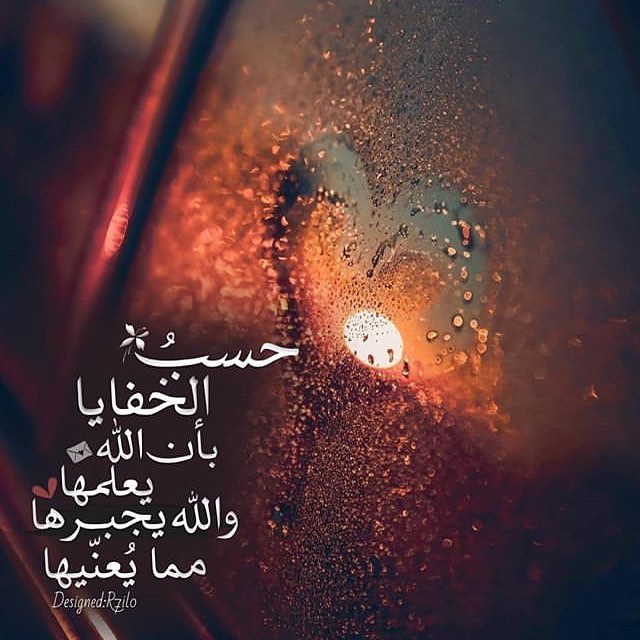 حسبُ
الخفايا
بأن الله
يعلمها
والله يجبرها
مما يُعنّيها
Designed:Rzilo